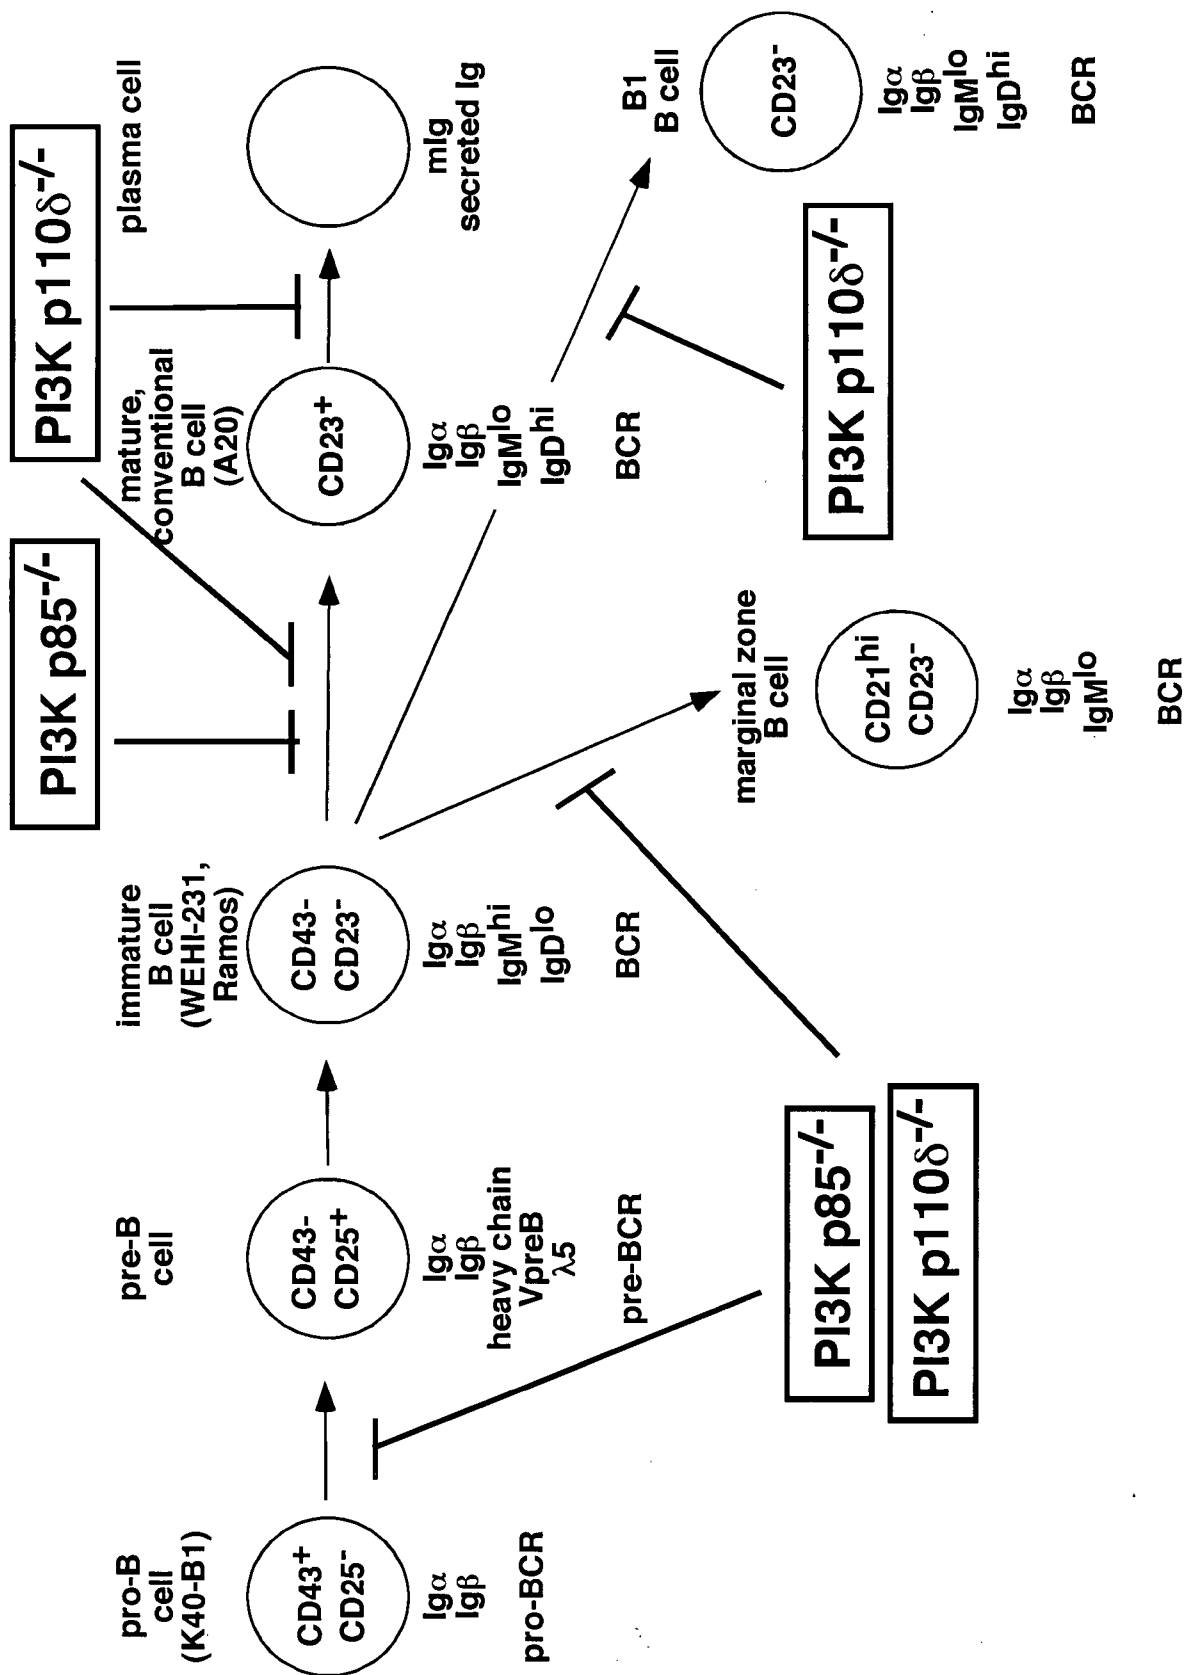 PI3K p85-/-
PI3K p110δ-/-
pro-B
cell
(K40-B1)
CD43+
CD25-
Igα
Igβ
pro-BCR
pre-B
cell
CD43-
CD25+
Igα
Igβ
heavy chain
VpreB
λ5
pre-BCR
immature
B cell
(WEHI-231,
Ramos)
CD43-
CD23-
Igα
Igβ
IgMhi
IgDlo
BCR
mature,
conventional
B cell
(A20)
CD23+
Igα
Igβ
IgMlo
IgDhi
BCR
plasma cell
mIg
secreted Ig
marginal zone
B cell
CD21hi
CD23-
Igα
Igβ
IgMlo
BCR
B1
B cell
CD23-
Igα
Igβ
IgMlo
IgDhi
BCR
PI3K p85-/-
PI3K p110δ-/-
PI3K p110δ-/-